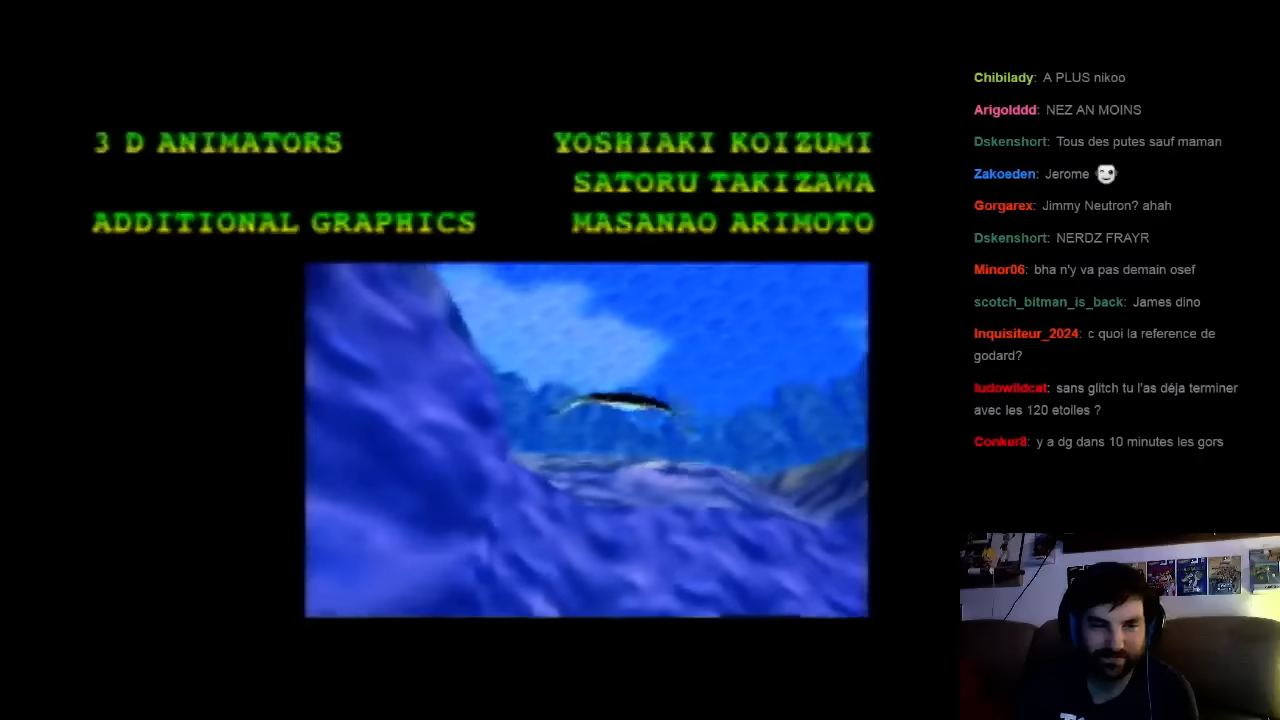 3 D ANIMATORS
YOSHIAKI KOIZUMI
SATORU TAKIZAWA
ADDITIONAL GRAPHICS
MASANAO ARIMOTO
Chibilady: A PLUS nikoo
Arigolddd: NEZ AN MOINS
Dskenshort: Tous des putes sauf maman
Zakoeden: Jerome
Gorgarex: Jimmy Neutron? ahah
Dskenshort: NERDZ FRAYR
Minor06: bha n'y va pas demain osef
scotch_bitman_is_back: James dino
Inquisiteur_2024: c quoi la reference de
godard?
ludowildcat: sans glitch tu l'as déja terminer
avec les 120 etoiles ?
Conkur8: y a dg dans 10 minutes les gors